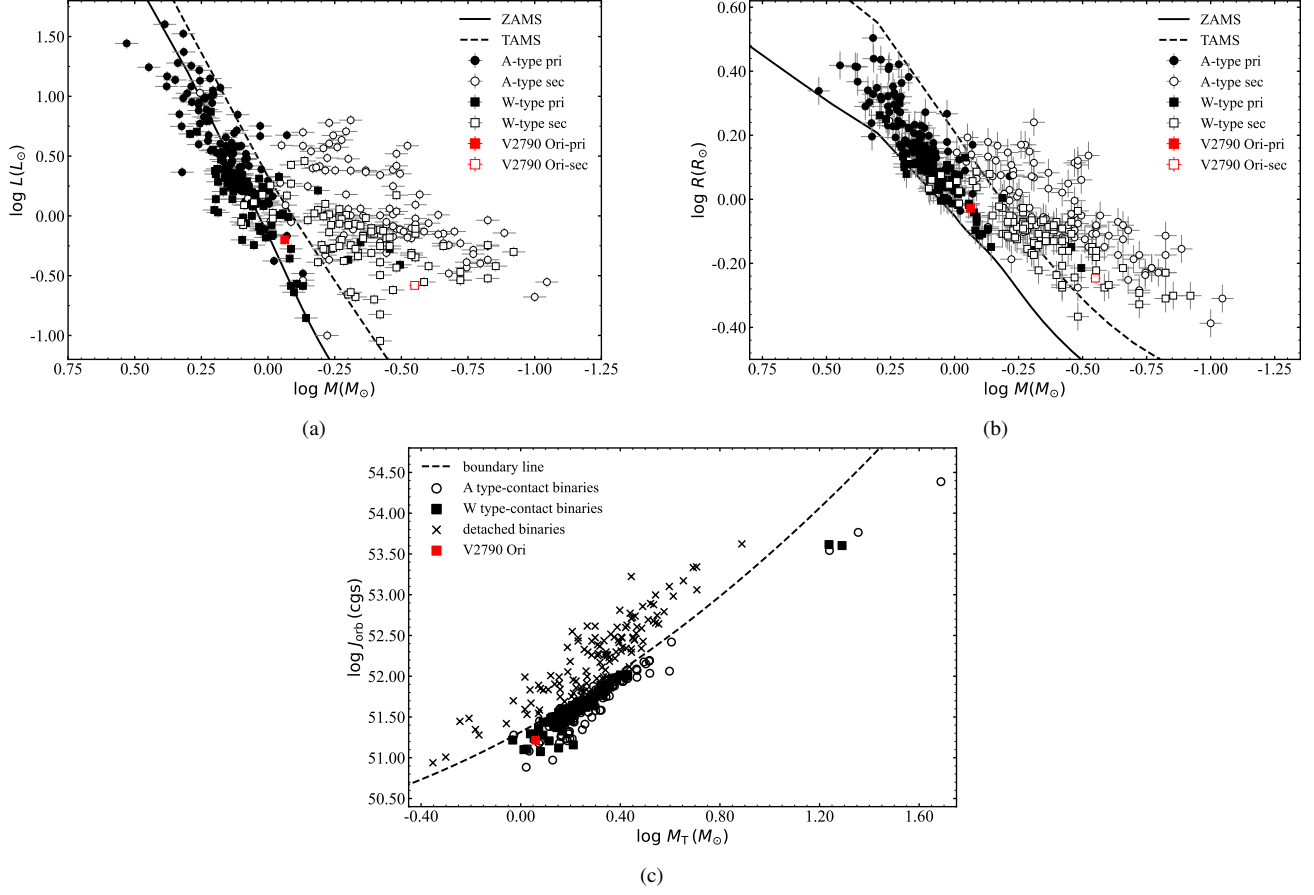 1.50
1.00
0.50
0.00
-0.50
-1.00
log L(L⊙)
0.75
0.50
0.25
0.00
-0.25
-0.50
-0.75
-1.00
1.25
log M(M⊙)
ZAMS
TAMS
A-type pri
A-type sec
W-type pri
W-type sec
V2790 Ori-pri
V2790 Ori-sec
(a)
0.60
0.40
0.20
0.00
-0.20
-0.40
log R(R⊙)
0.75
0.50
0.25
0.00
-0.25
-0.50
-0.75
-1.00
-1.25
log M(M⊙)
ZAMS
TAMS
A-type pri
A-type sec
W-type pri
W-type sec
V2790 Ori-pri
V2790 Ori-sec
(b)
54.50
54.00
53.50
53.00
52.50
52.00
51.50
51.00
50.50
log Jorb (cgs)
-0.40
0.00
0.40
0.80
1.20
1.60
log MT (M⊙)
boundary line
A type-contact binaries
W type-contact binaries
detached binaries
V2790 Ori
(c)